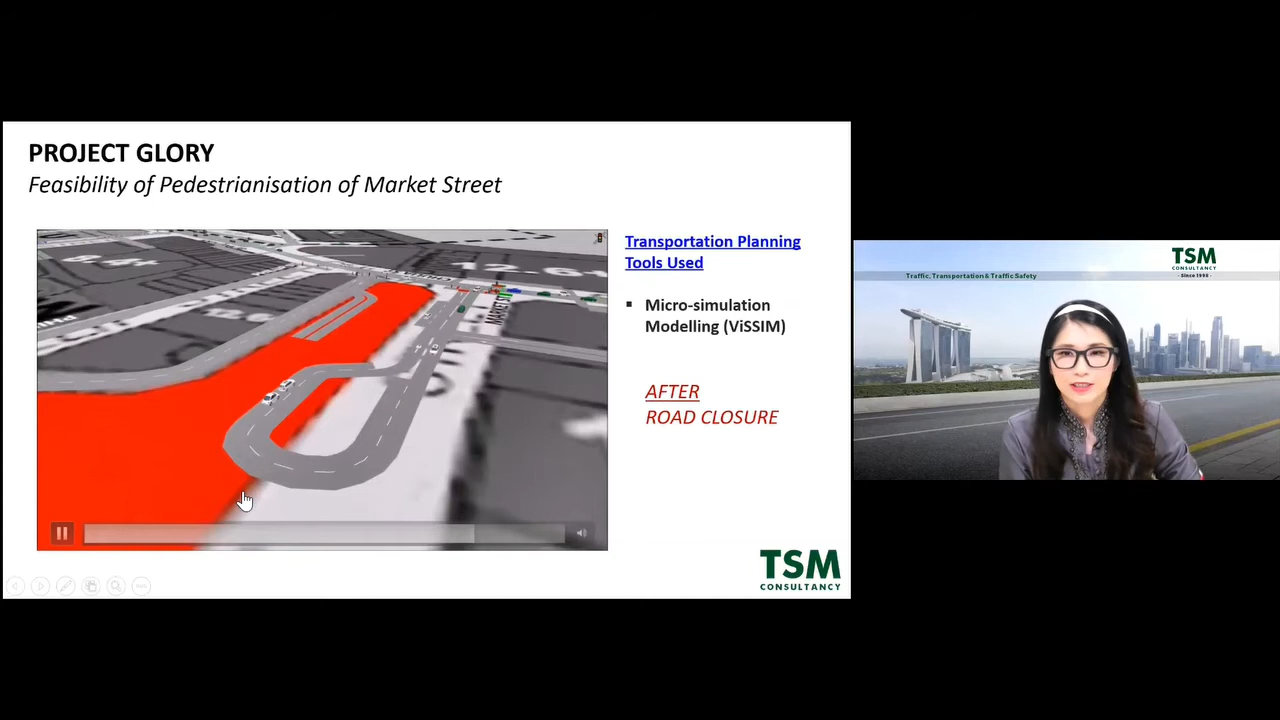 PROJECT GLORY
Feasibility of Pedestrianisation of Market Street
Transportation Planning
Tools Used
▪ Micro-simulation
Modelling (ViSSIM)
AFTER
ROAD CLOSURE
TSM
CONSULTANCY
TSM
CONSULTANCY
- Since 1998 -
Traffic, Transportation & Traffic Safety